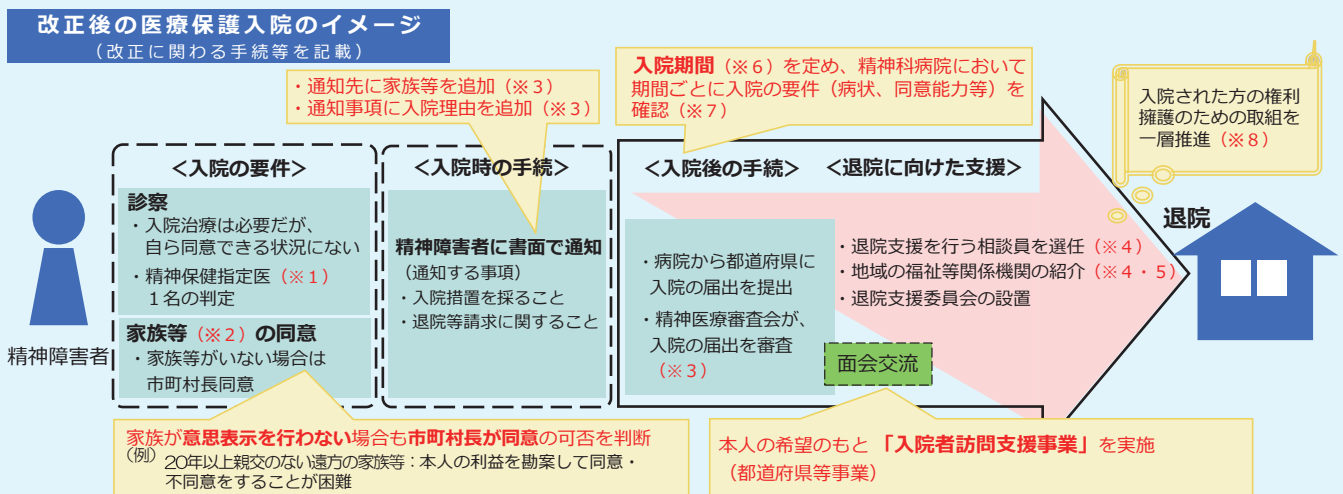 改正後の医療保護入院のイメージ
（改正に関わる手続等を記載）
・通知先に家族等を追加（※３）
・通知事項に入院理由を追加（※３）
入院期間（※６）を定め、精神科病院において
期間ごとに入院の要件（病状、同意能力等）を
確認（※７）
入院された方の権利
擁護のための取組を
一層推進（※８）
精神障害者
＜入院の要件＞
診察
・入院治療は必要だが、
自ら同意できる状況にない
・精神保健指定医（※１）
１名の判定
家族等（※２）の同意
・家族等がいない場合は
市町村長同意
＜入院時の手続＞
精神障害者に書面で通知
（通知する事項）
・入院措置を採ること
・退院等請求に関すること
＜入院後の手続＞
・病院から都道府県に
入院の届出を提出
・精神医療審査会が、
入院の届出を審査
（※３）
＜退院に向けた支援＞
・退院支援を行う相談員を選任（※４）
・地域の福祉等関係機関の紹介（※４・５）
・退院支援委員会の設置
面会交流
退院
家族が意思表示を行わない場合も市町村長が同意の可否を判断
（例）20年以上親交のない遠方の家族等：本人の利益を勘案して同意・
不同意をすることが困難
本人の希望のもと「入院者訪問支援事業」を実施
（都道府県等事業）